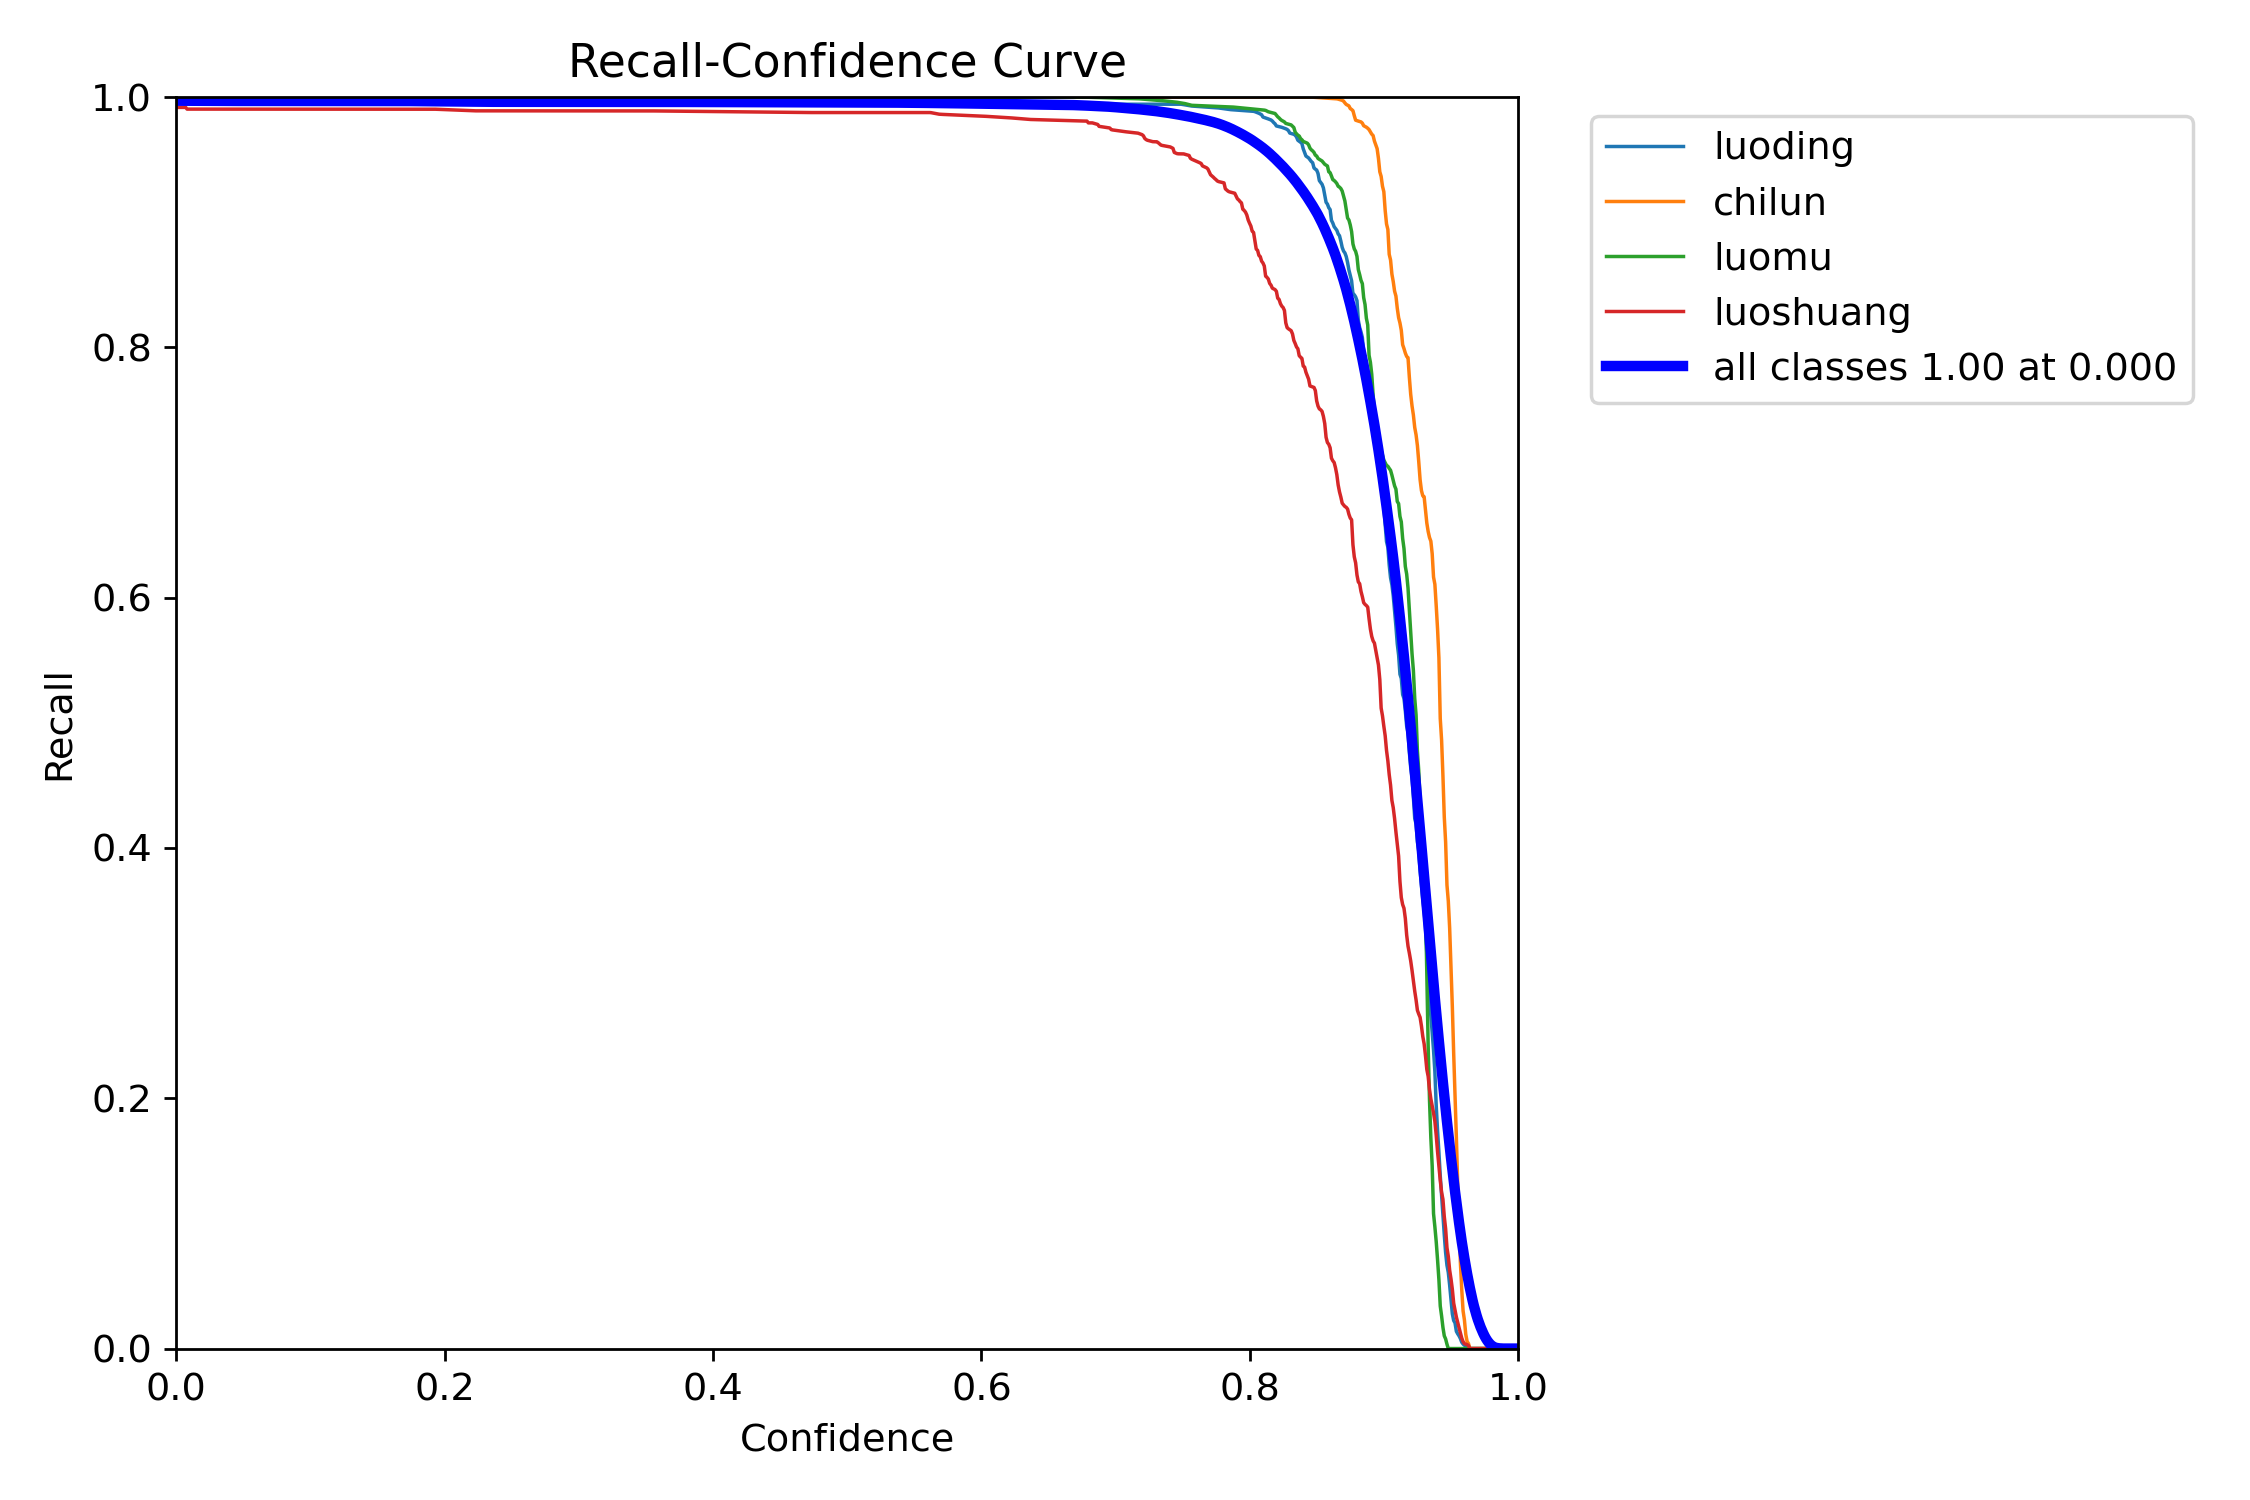 Recall-Confidence Curve
1.0
0.8
0.6
0.4
0.2
0.0
Recall
0.0 0.2 0.4 0.6 0.8 1.0
Confidence
luoding
chilun
luomu
luoshuang
all classes 1.00 at 0.000